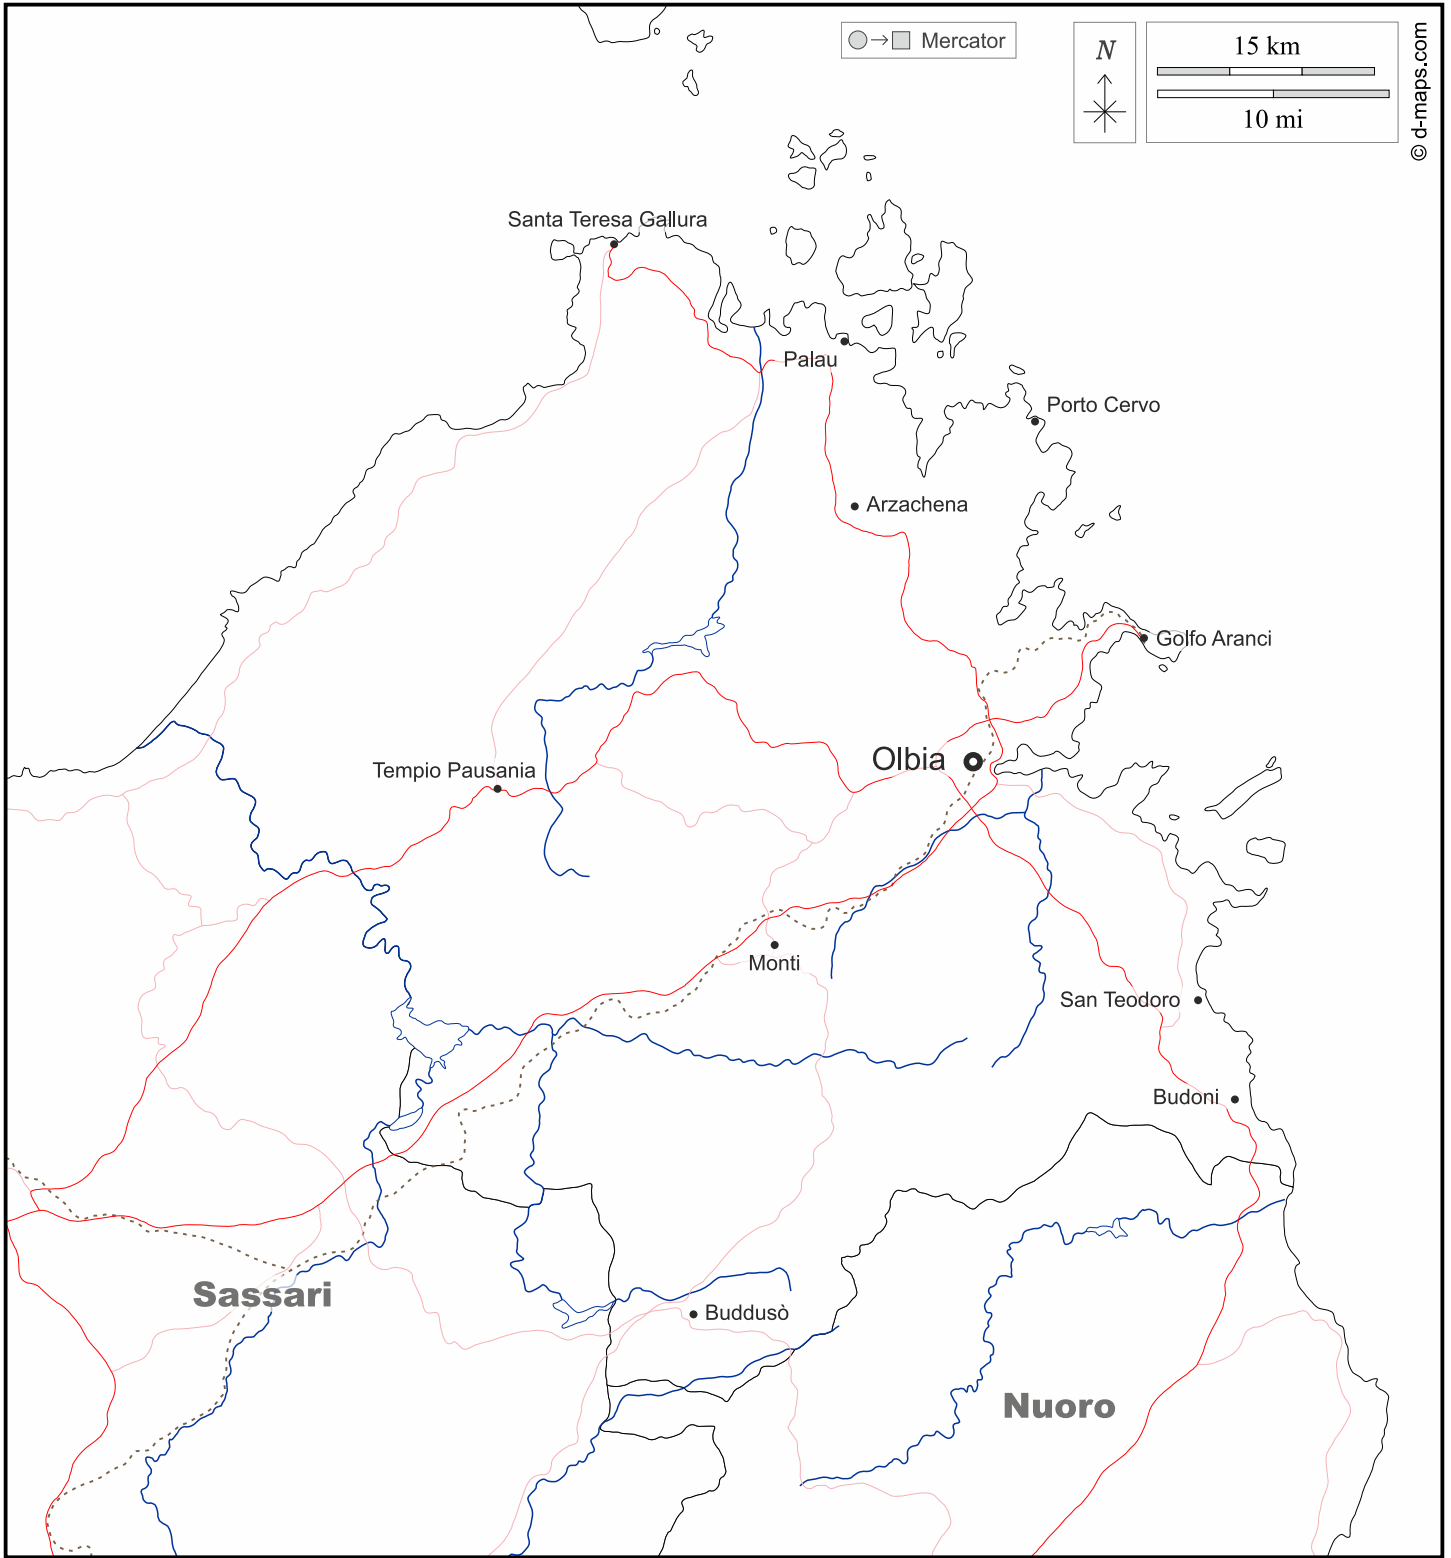 Mercator
N
15 km
10 mi
© d-maps.com
Santa Teresa Gallura
Palau
Porto Cervo
Arzachena
Golfo Aranci
Olbia
Tempio Pausania
Monti
San Teodoro
Budoni
Sassari
Buddusò
Nuoro